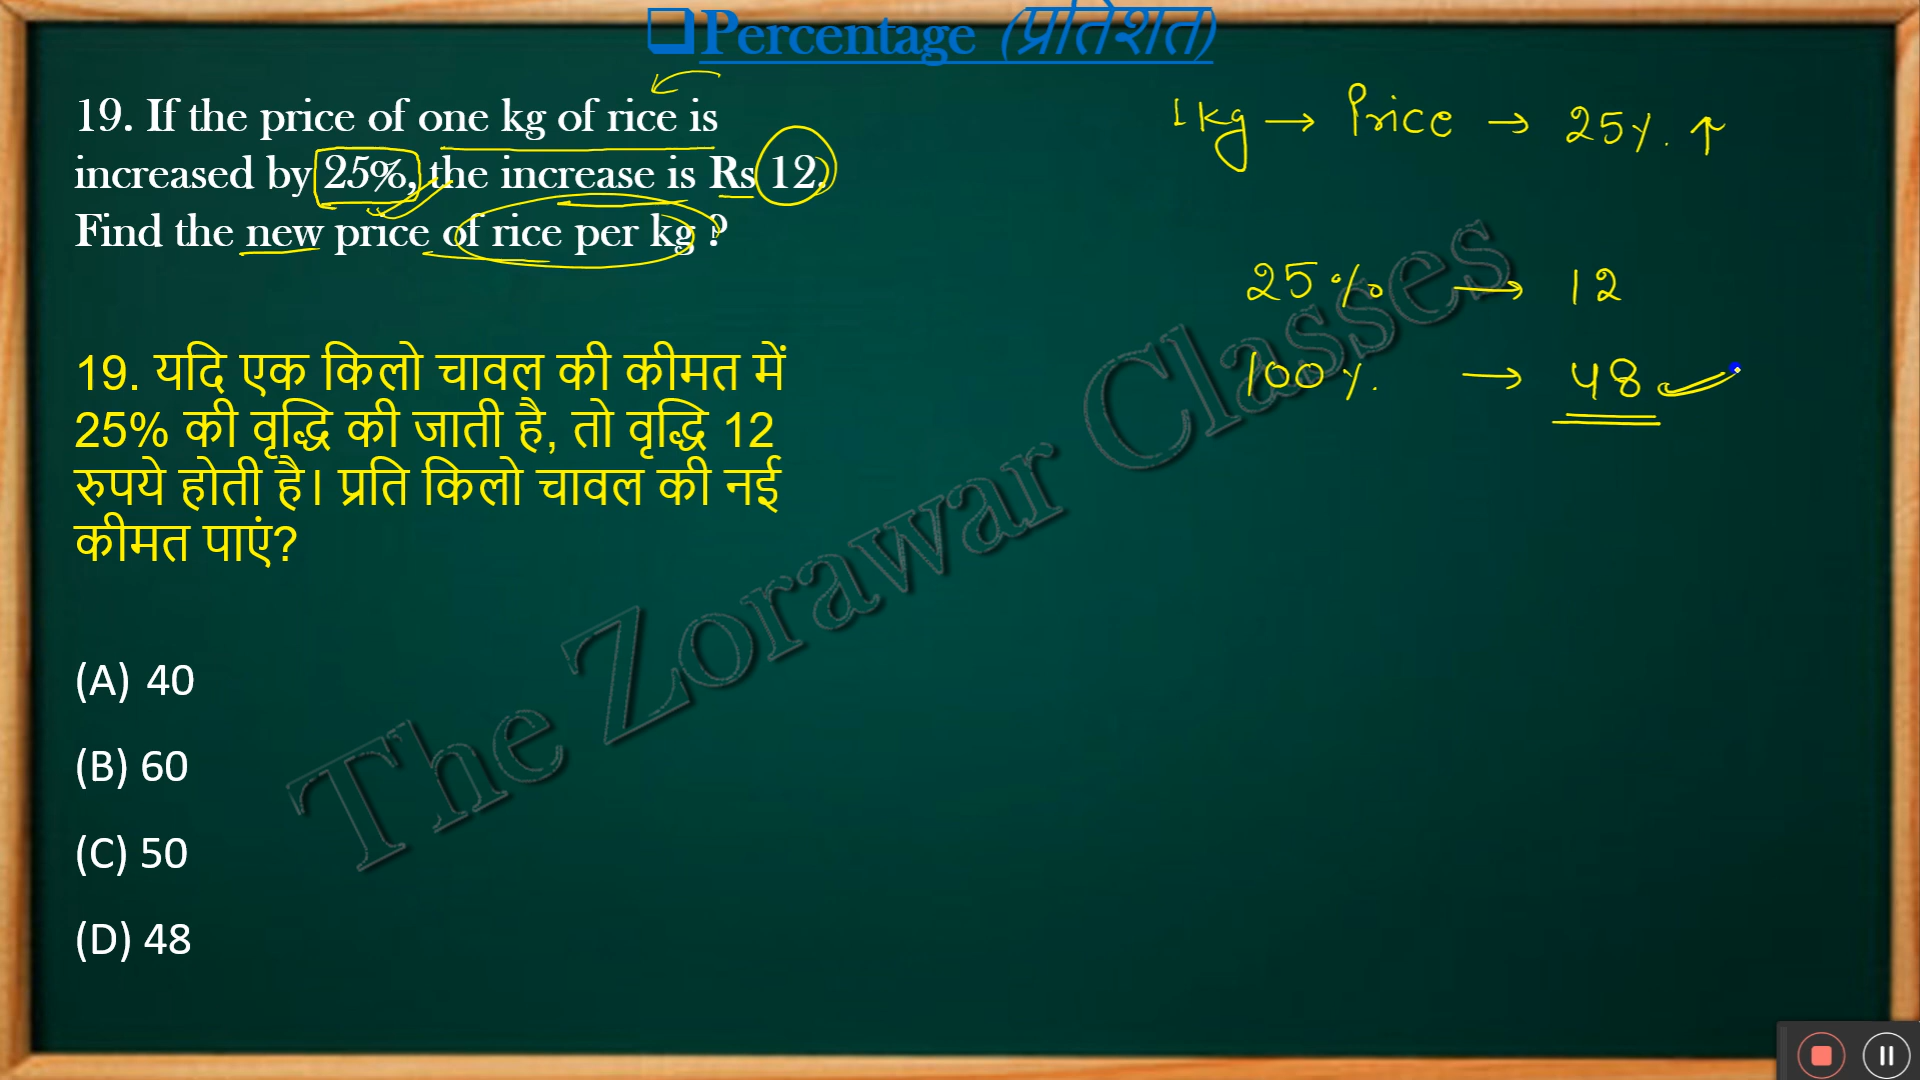 ❑Percentage (प्रतिशत)
19. If the price of one kg of rice is
increased by 25%, the increase is Rs 12.
Find the new price of rice per kg ?
19. यदि एक किलो चावल की कीमत में
25% की वृद्धि की जाती है, तो वृद्धि 12
रुपये होती है। प्रति किलो चावल की नई
कीमत पाएं?
(A) 40
(B) 60
(C) 50
(D) 48
1 kg → Price → 25% ↑
25% → 12
100% → 48
The Zorawar Classes